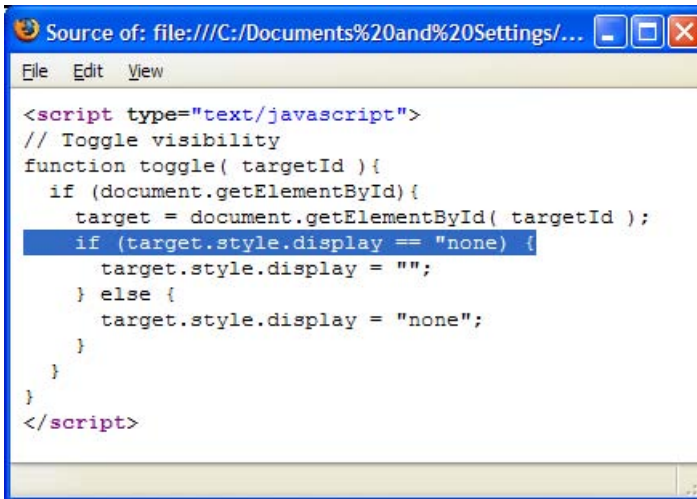 Source of: file:///C:/Documents%20and%20Settings/...
File Edit View
<script type="text/javascript">
// Toggle visibility
function toggle( targetId ){
  if (document.getElementById){
    target = document.getElementById( targetId );
    if (target.style.display == "none) {
      target.style.display = "";
    } else {
      target.style.display = "none";
    }
  }
}
</script>